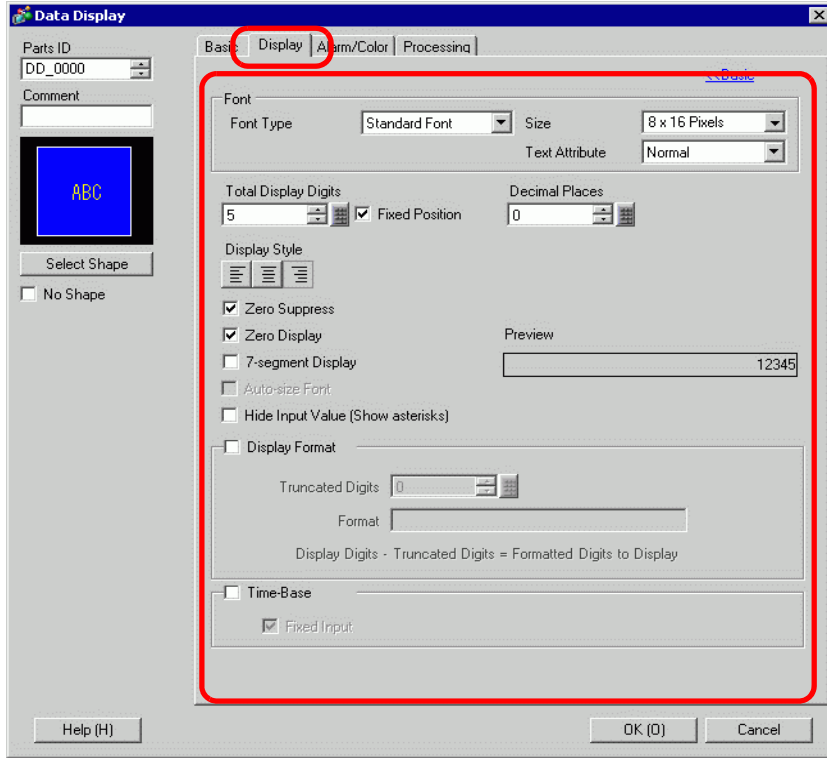 Data Display
Parts ID
DD_0000
Comment
ABC
Select Shape
No Shape
Basic Display Alarm/Color Processing
<<Basic
Font
Font Type Standard Font Size 8 x 16 Pixels
Text Attribute Normal
Total Display Digits Decimal Places
5 Fixed Position 0
Display Style
Zero Suppress
Zero Display Preview
7-segment Display 12345
Auto-size Font
Hide Input Value (Show asterisks)
Display Format
Truncated Digits 0
Format
Display Digits - Truncated Digits = Formatted Digits to Display
Time-Base
Fixed Input
Help (H) OK (O) Cancel